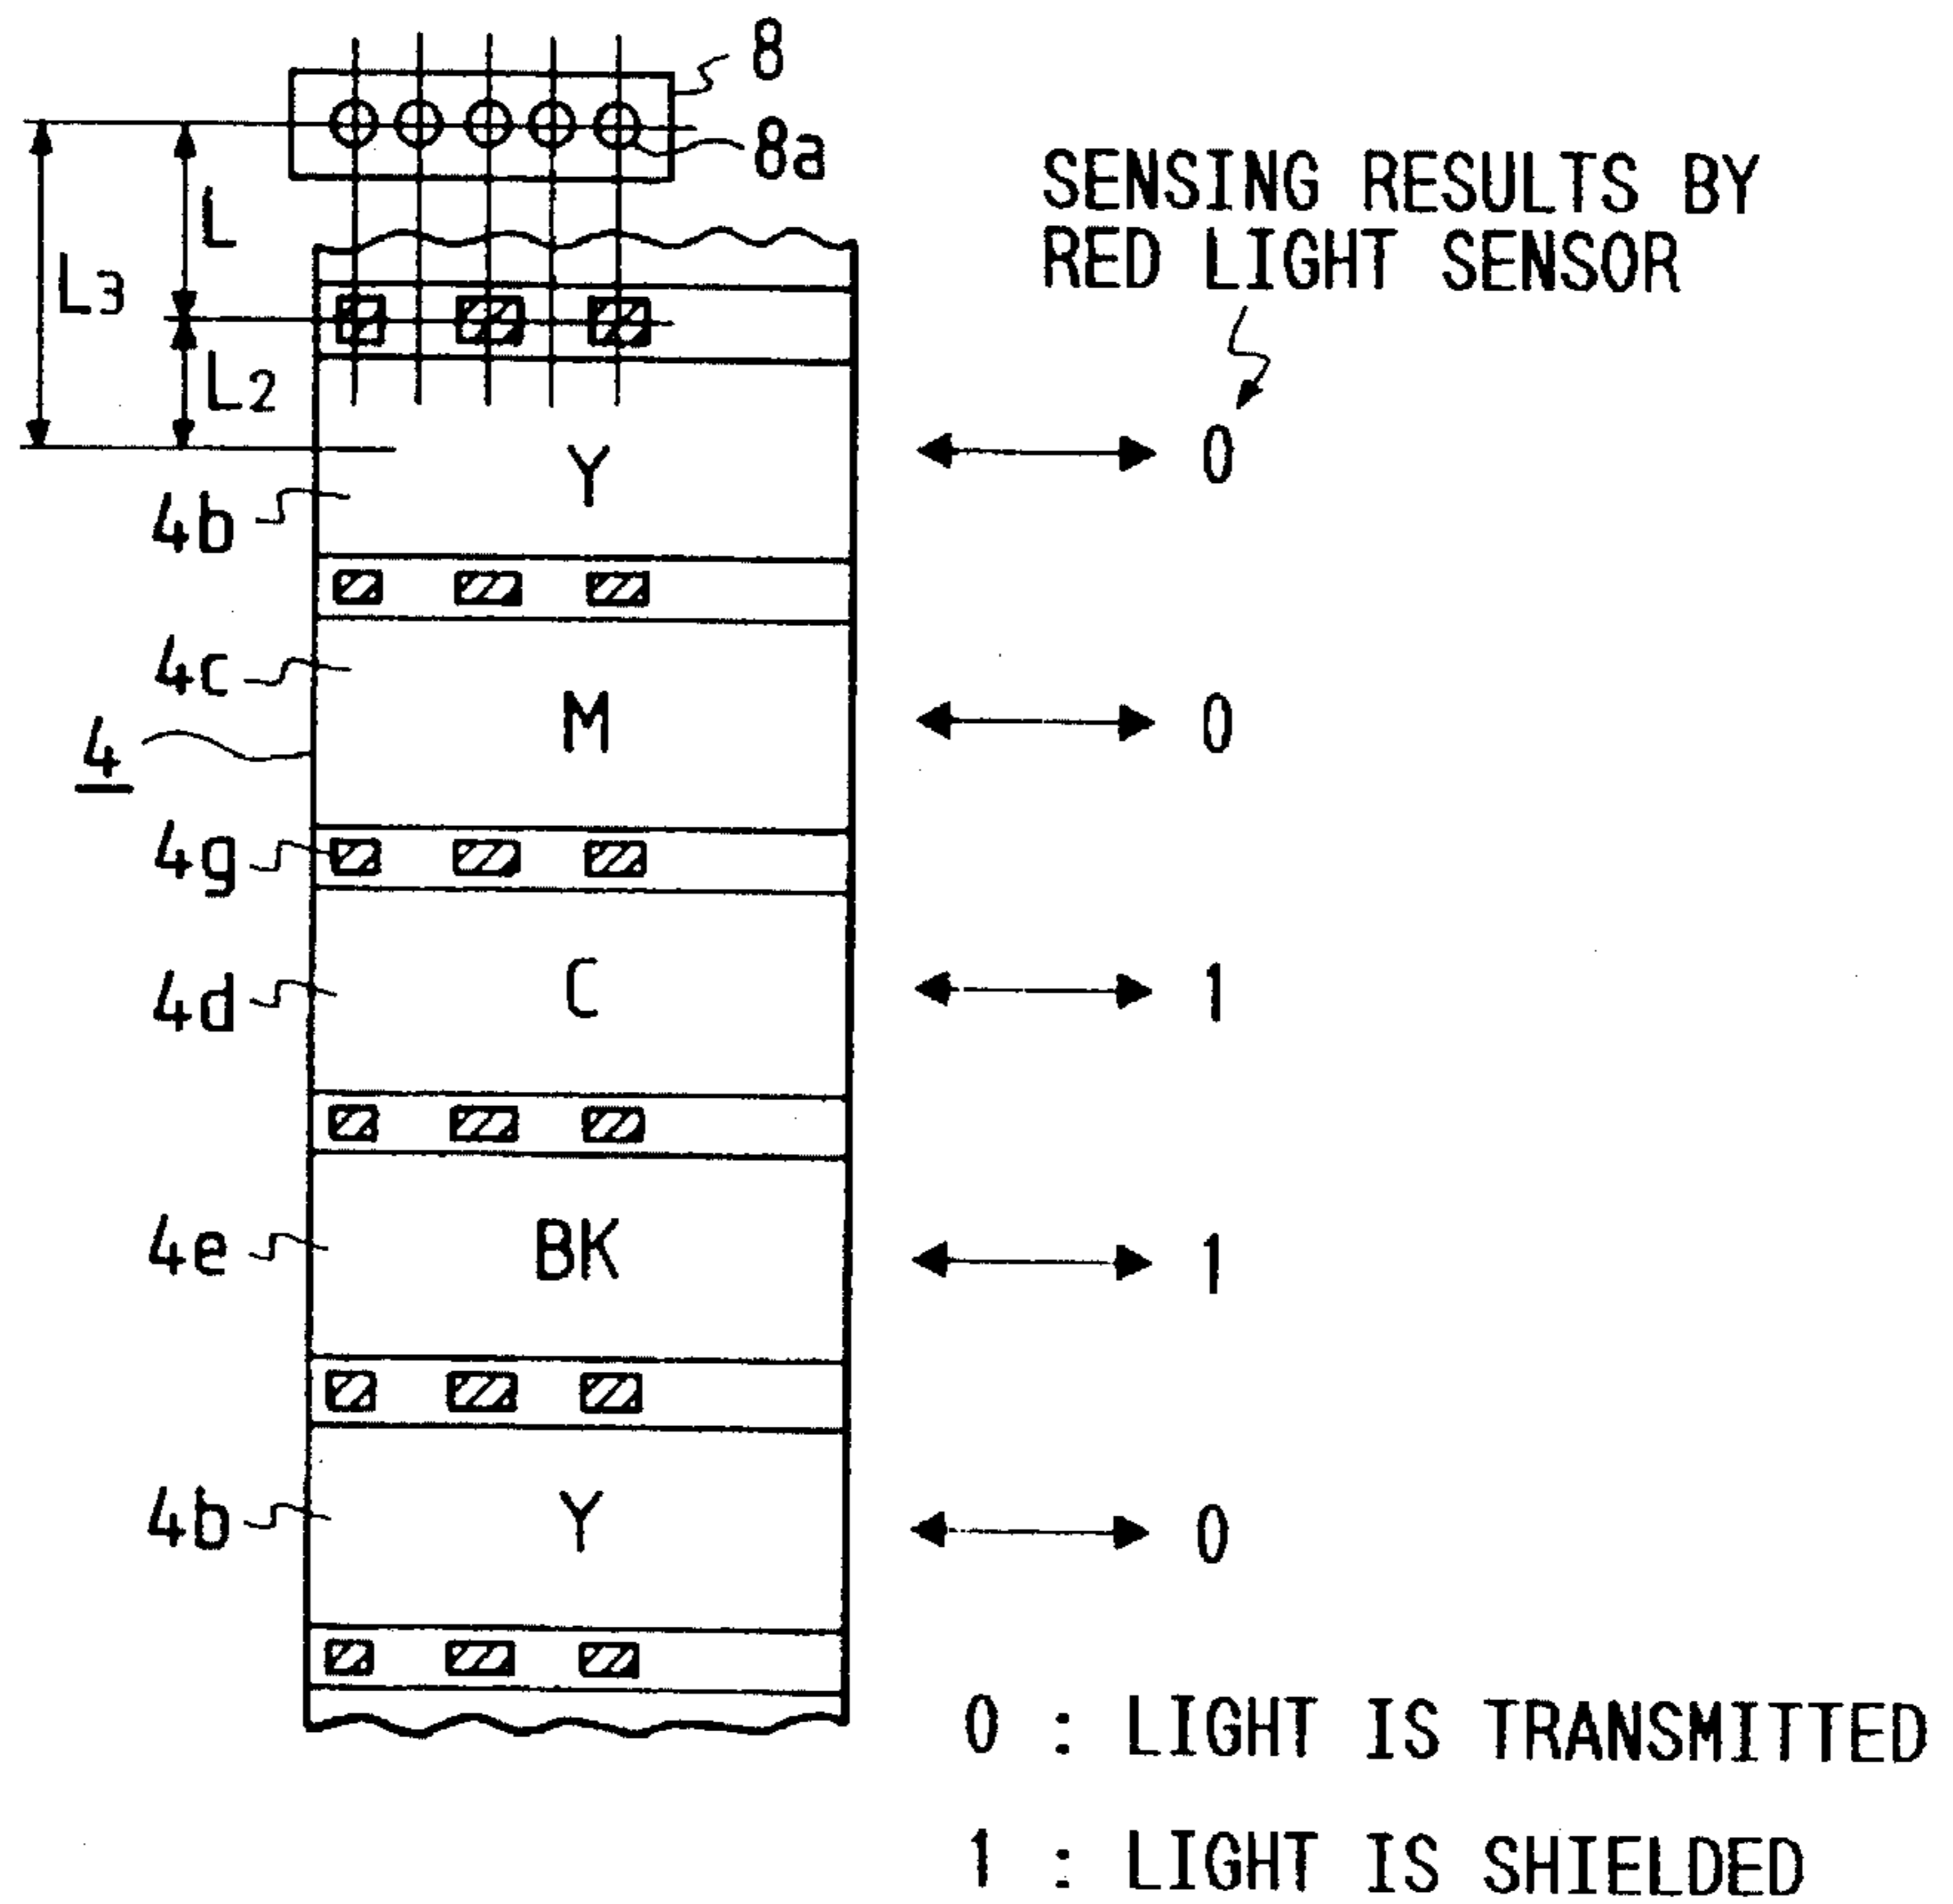 8
8a
SENSING RESULTS BY
RED LIGHT SENSOR
L
L3
L2
Y
0
4b
4c
M
0
4
4g
C
1
4d
4e
BK
1
4b
Y
0
0 : LIGHT IS TRANSMITTED
1 : LIGHT IS SHIELDED